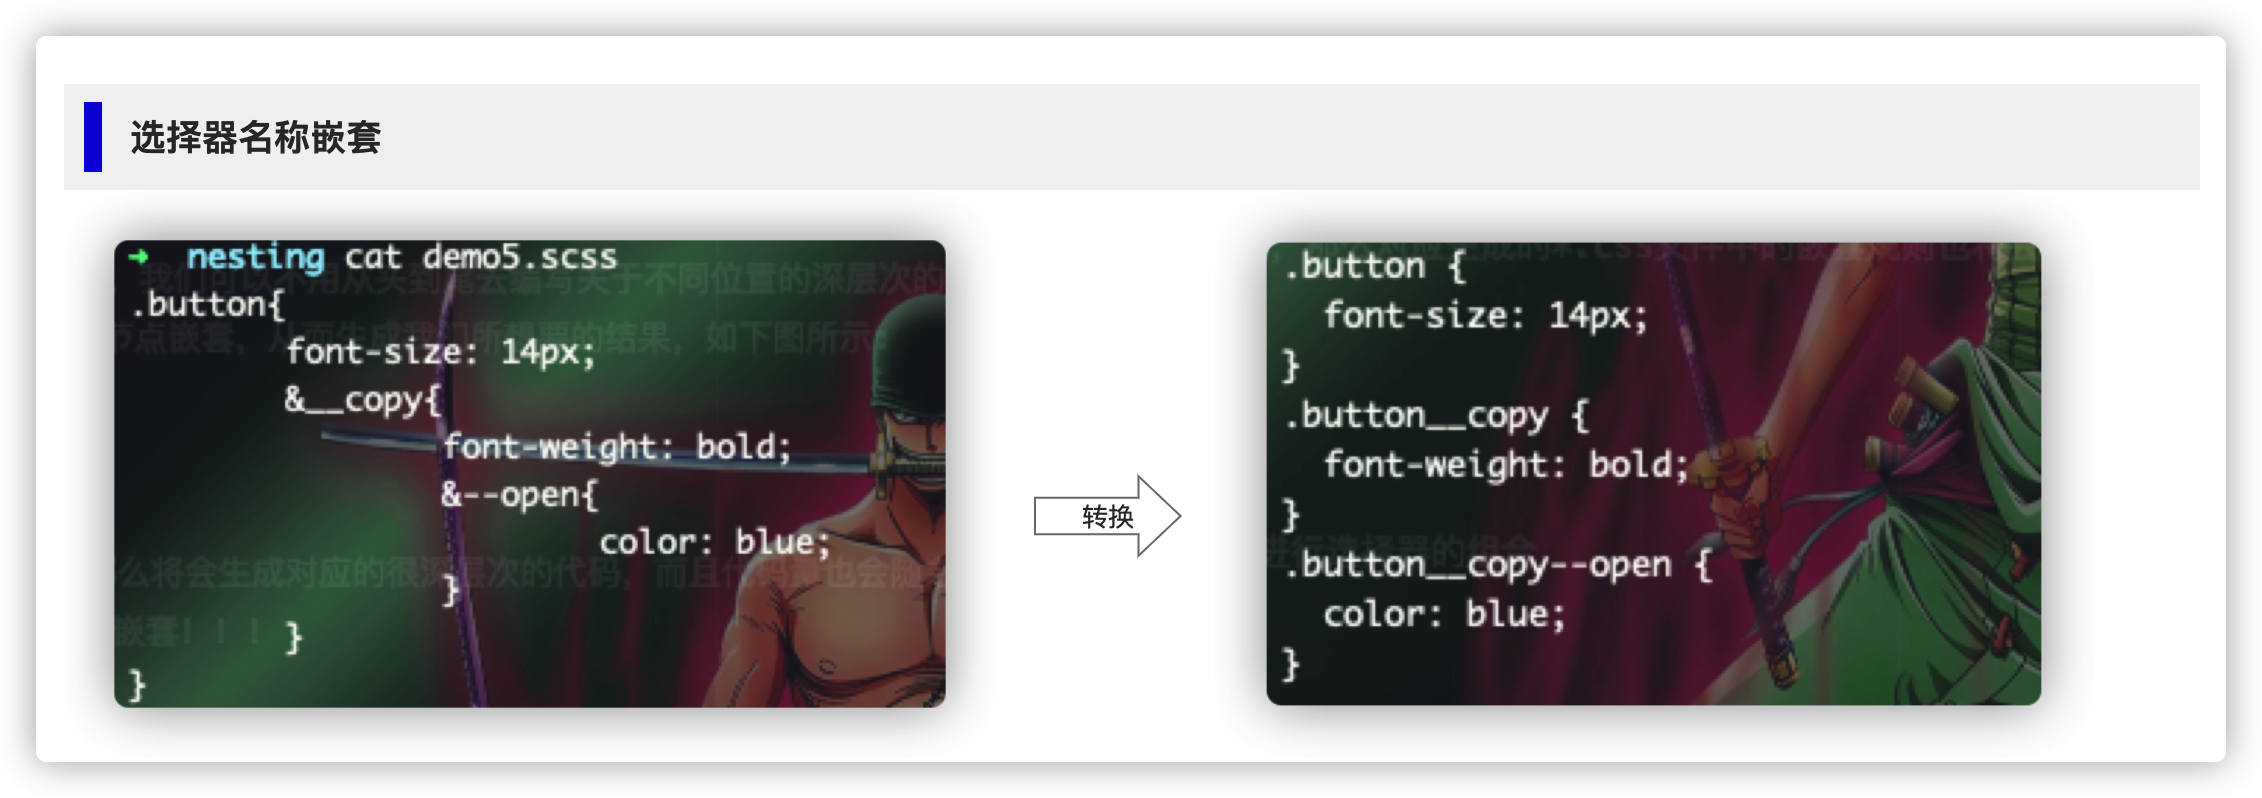 选择器名称嵌套
➜ nesting cat demo5.scss
.button{
font-size: 14px;
&__copy{
font-weight: bold;
&--open{
color: blue;
}
}
}
转换
.button {
font-size: 14px;
}
.button__copy {
font-weight: bold;
}
.button__copy--open {
color: blue;
}